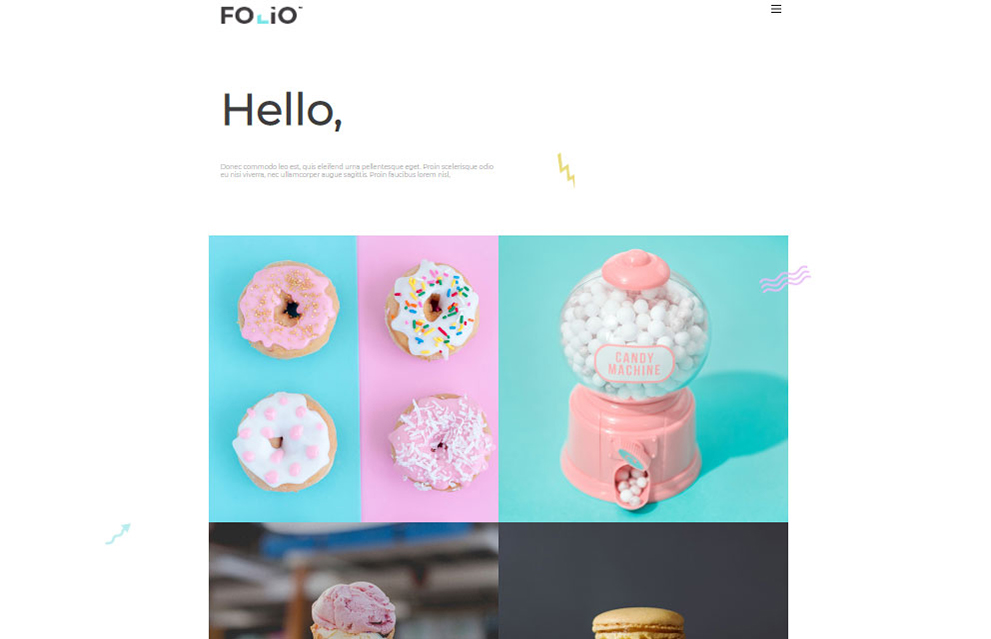 FOLiO
Hello,
Donec commodo leo est, quis eleifend urna pellentesque eget. Proin scelerisque odio
eu nisi viverra, nec ullamcorper augue sagittis. Proin faucibus lorem nisl,
CANDY
MACHINE